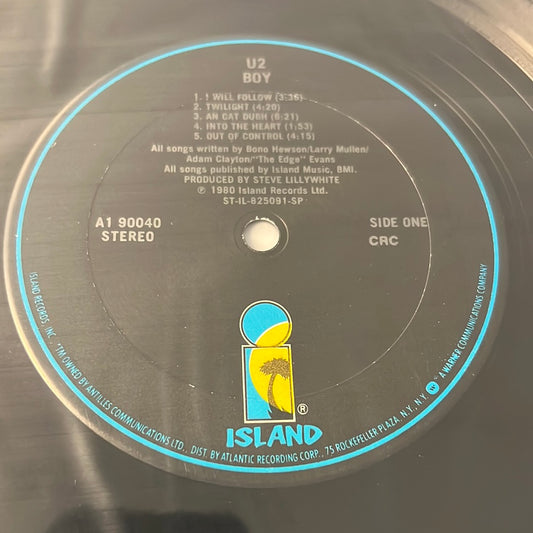 U2
BOY
1. I WILL FOLLOW (3:36)
2. TWILIGHT (4:20)
3. AN CAT DUBH (6:21)
4. INTO THE HEART (1:53)
5. OUT OF CONTROL (4:15)
All songs written by Bono Hewson/Larry Mullen/
Adam Clayton/"The Edge" Evans
All songs published by Island Music, BMI.
PRODUCED BY STEVE LILLYWHITE
℗ 1980 Island Records Ltd.
ST-IL-825091-SP
A1 90040
STEREO
SIDE ONE
CRC
i
®
ISLAND
ISLAND RECORDS, INC. *TM OWNED BY ANTILLES COMMUNICATIONS LTD., DIST. BY ATLANTIC RECORDING CORP., 75 ROCKEFELLER PLAZA, N.Y., N.Y. W A WARNER COMMUNICATIONS COMPANY